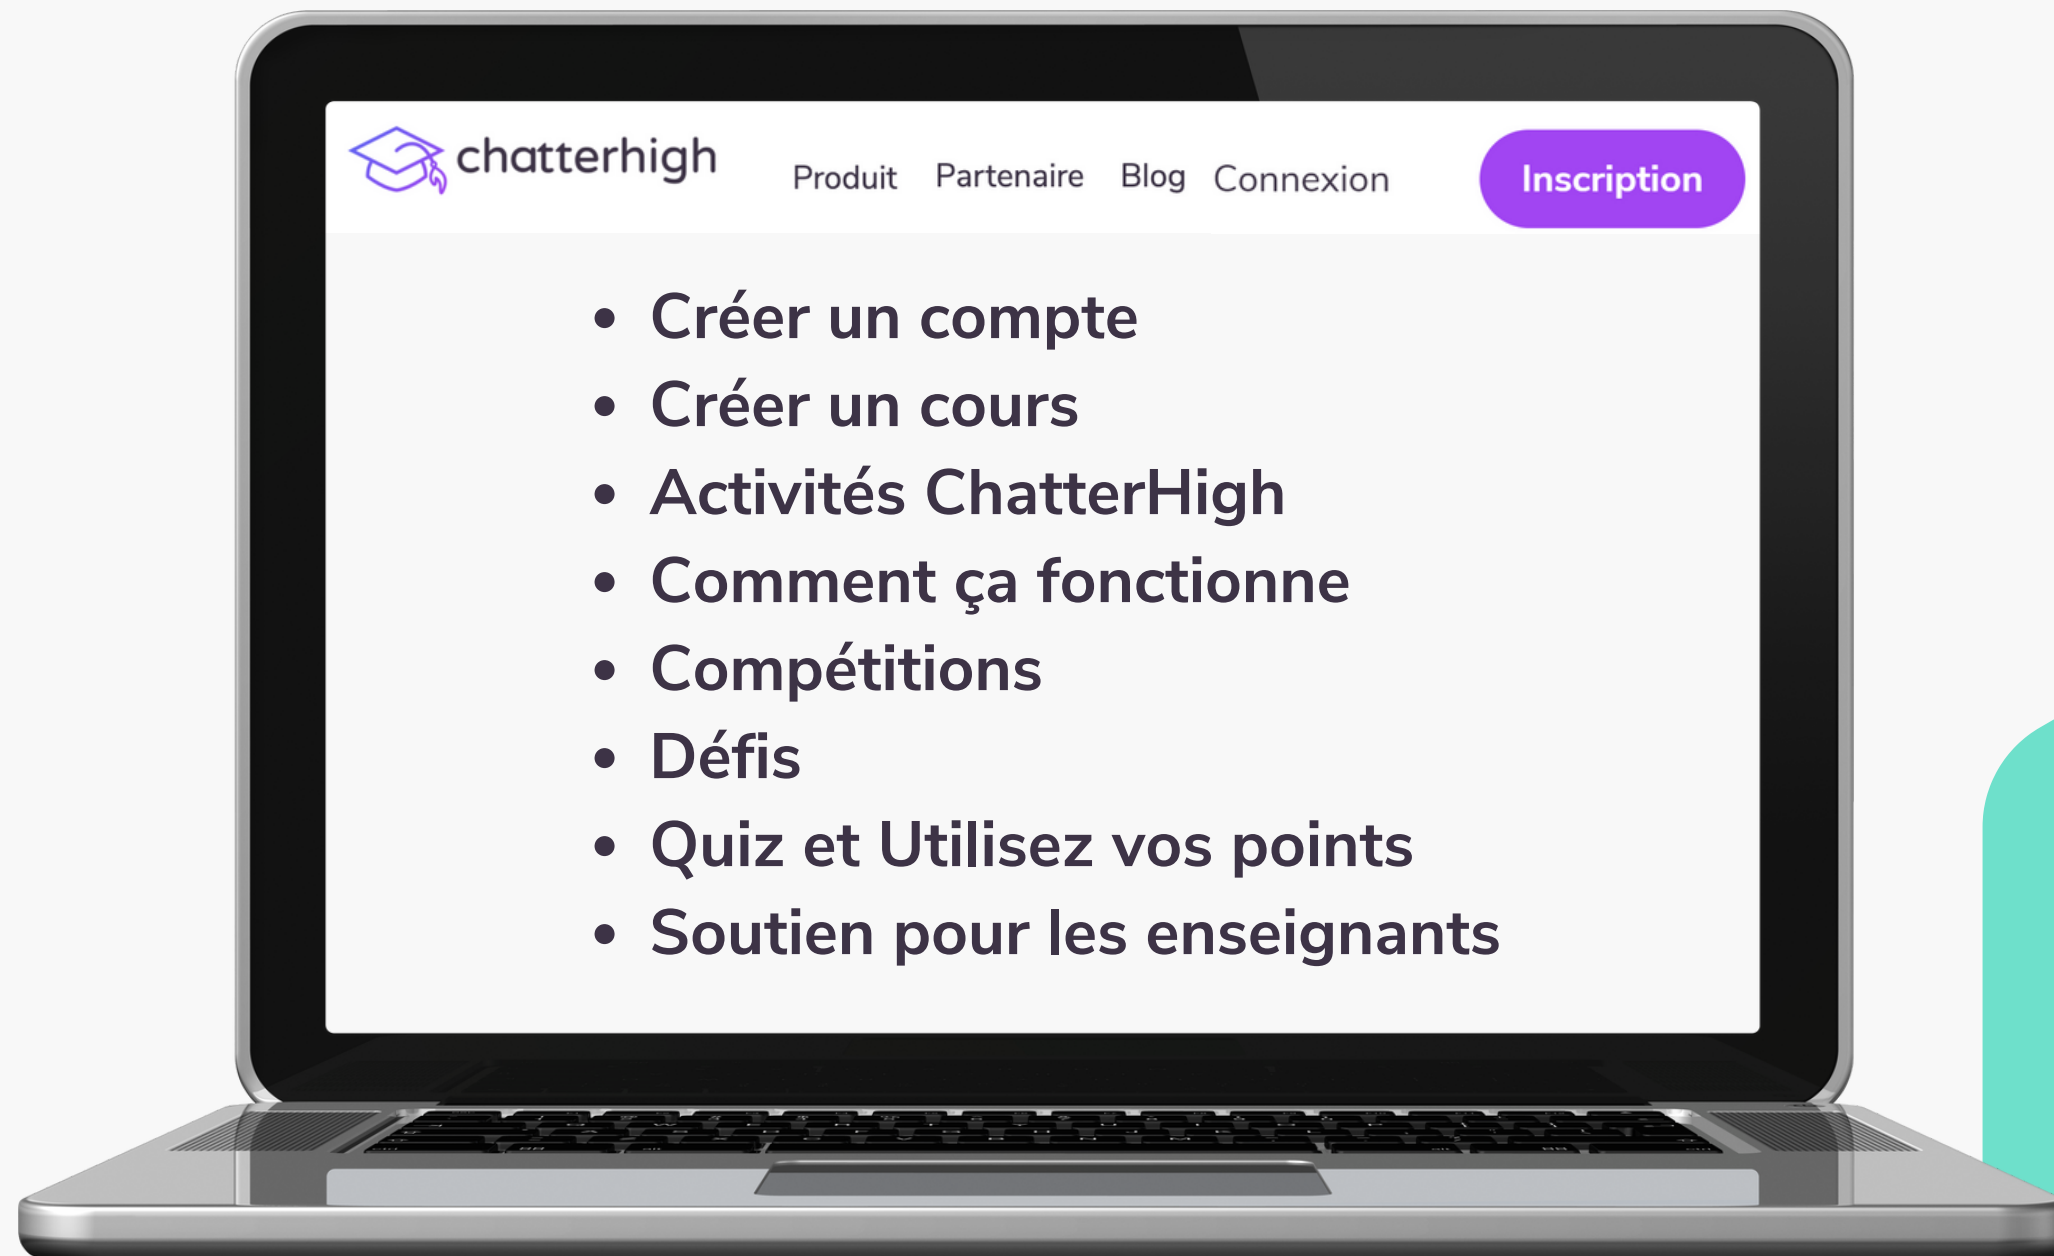 chatterhigh
Produit Partenaire Blog Connexion Inscription
• Créer un compte
• Créer un cours
• Activités ChatterHigh
• Comment ça fonctionne
• Compétitions
• Défis
• Quiz et Utilisez vos points
• Soutien pour les enseignants